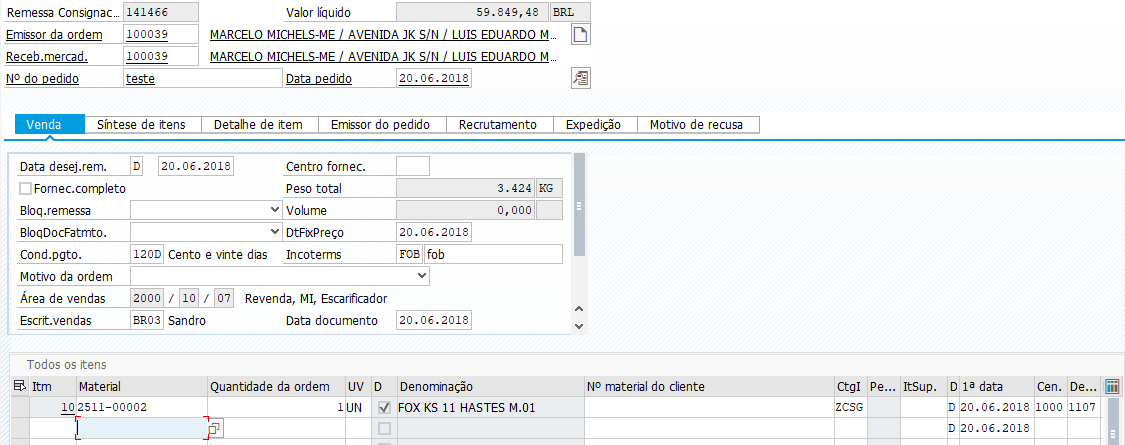 Remessa Consignac... 141466 Valor líquido 59.849,48 BRL
Emissor da ordem 100039 MARCELO MICHELS-ME / AVENIDA JK S/N / LUIS EDUARDO M...
Receb.mercad. 100039 MARCELO MICHELS-ME / AVENIDA JK S/N / LUIS EDUARDO M...
Nº do pedido teste Data pedido 20.06.2018
Venda Síntese de itens Detalhe de item Emissor do pedido Recrutamento Expedição Motivo de recusa
Data desej.rem. D 20.06.2018 Centro fornec.
Fornec.completo Peso total 3.424 KG
Bloq.remessa Volume 0,000
BloqDocFatmto. DtFixPreço 20.06.2018
Cond.pgto. 120D Cento e vinte dias Incoterms FOB fob
Motivo da ordem
Área de vendas 2000 / 10 / 07 Revenda, MI, Escarificador
Escrit.vendas BR03 Sandro Data documento 20.06.2018
Todos os itens
Itm Material Quantidade da ordem UV D Denominação Nº material do cliente CtgI Pe... ItSup. D 1ª data Cen. De...
10 2511-00002 1 UN FOX KS 11 HASTES M.01 ZCSG D 20.06.2018 1000 1107
D 20.06.2018